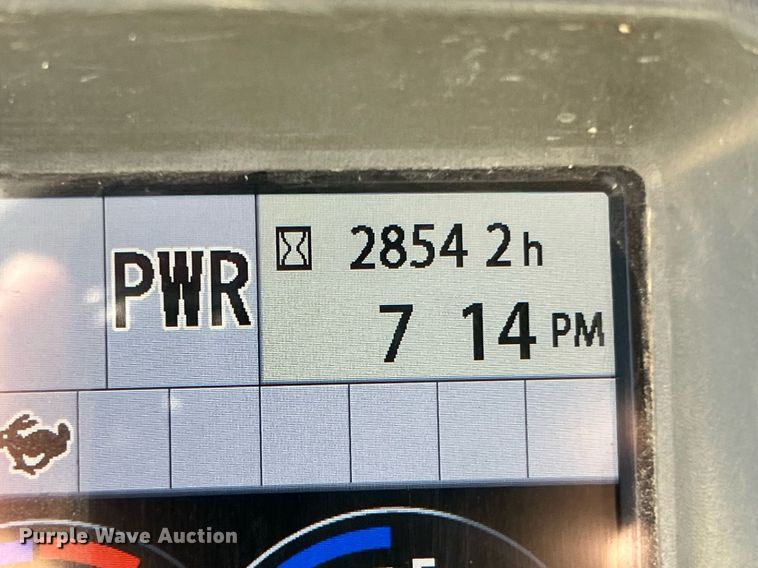 PWR
2854 2h
7 14 PM
Purple Wave Auction